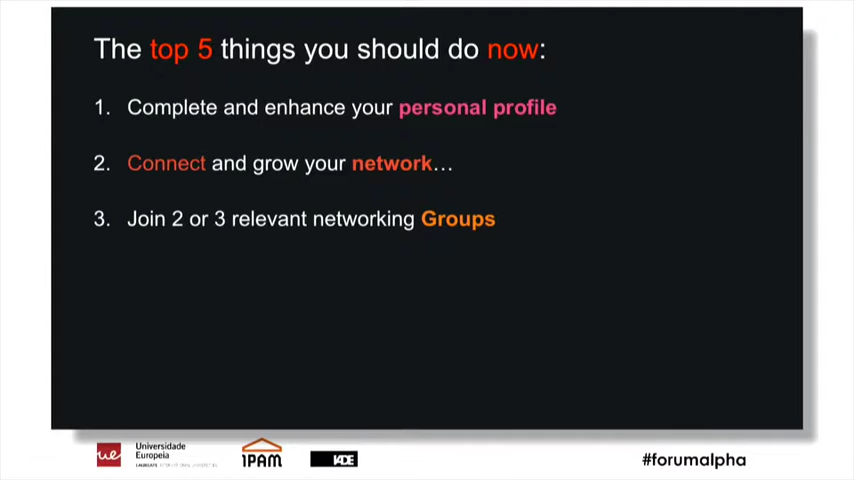 The top 5 things you should do now:
1. Complete and enhance your personal profile
2. Connect and grow your network…
3. Join 2 or 3 relevant networking Groups
ue
Universidade
Europeia
IPAM
IADE
#forumalpha